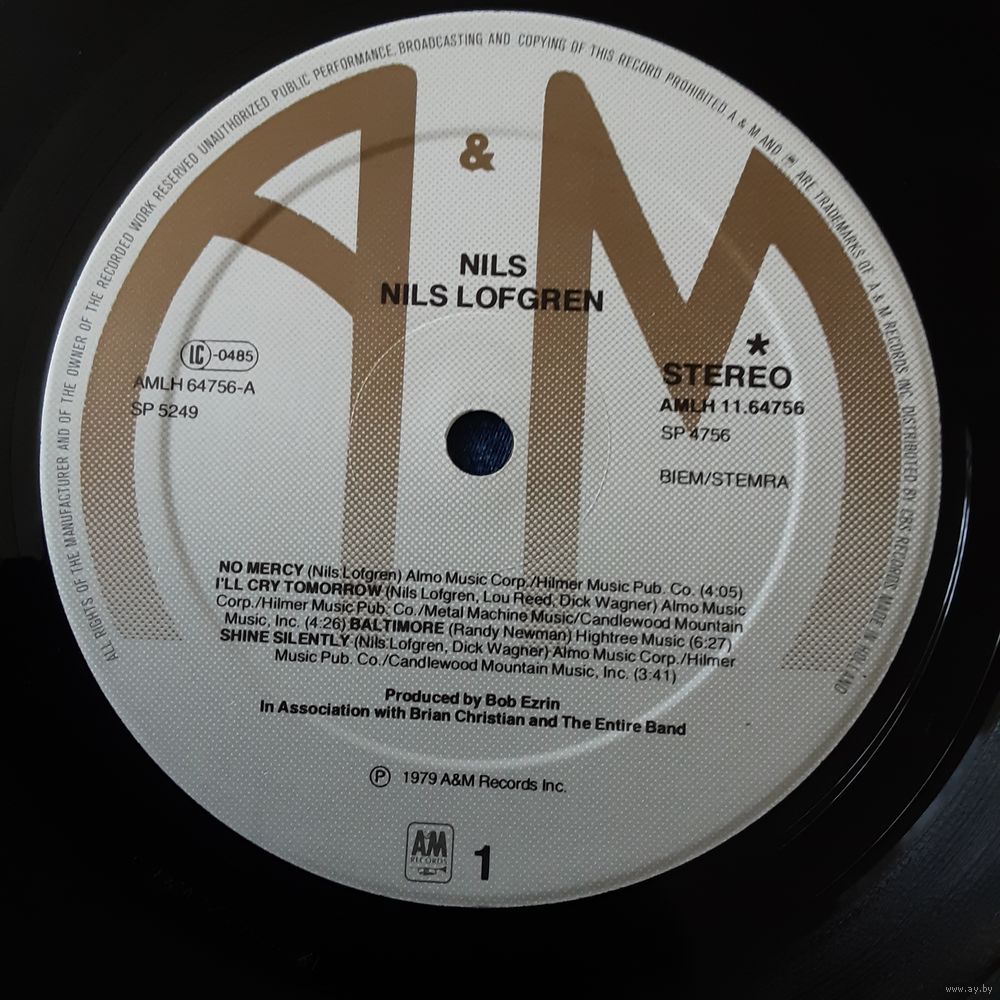 ALL RIGHTS OF THE MANUFACTURER AND OF THE OWNER OF THE RECORDED WORK RESERVED UNAUTHORIZED PUBLIC PERFORMANCE, BROADCASTING AND COPYING OF THIS RECORD PROHIBITED A & M AND ℠ ARE TRADEMARKS OF A & M RECORDS INC. DISTRIBUTED BY CBS RECORDS, MADE IN HOLLAND
A & M
NILS
NILS LOFGREN
LC-0485
AMLH 64756-A
SP 5249
*
STEREO
AMLH 11.64756
SP 4756
BIEM/STEMRA
NO MERCY (Nils Lofgren) Almo Music Corp./Hilmer Music Pub. Co. (4:05)
I'LL CRY TOMORROW (Nils Lofgren, Lou Reed, Dick Wagner) Almo Music
Corp./Hilmer Music Pub. Co./Metal Machine Music/Candlewood Mountain
Music, Inc. (4:26) BALTIMORE (Randy Newman) Hightree Music (6:27)
SHINE SILENTLY (Nils Lofgren, Dick Wagner) Almo Music Corp./Hilmer
Music Pub. Co./Candlewood Mountain Music, Inc. (3:41)
Produced by Bob Ezrin
In Association with Brian Christian and The Entire Band
Ⓟ 1979 A&M Records Inc.
A&M
RECORDS
1
www.ay.by